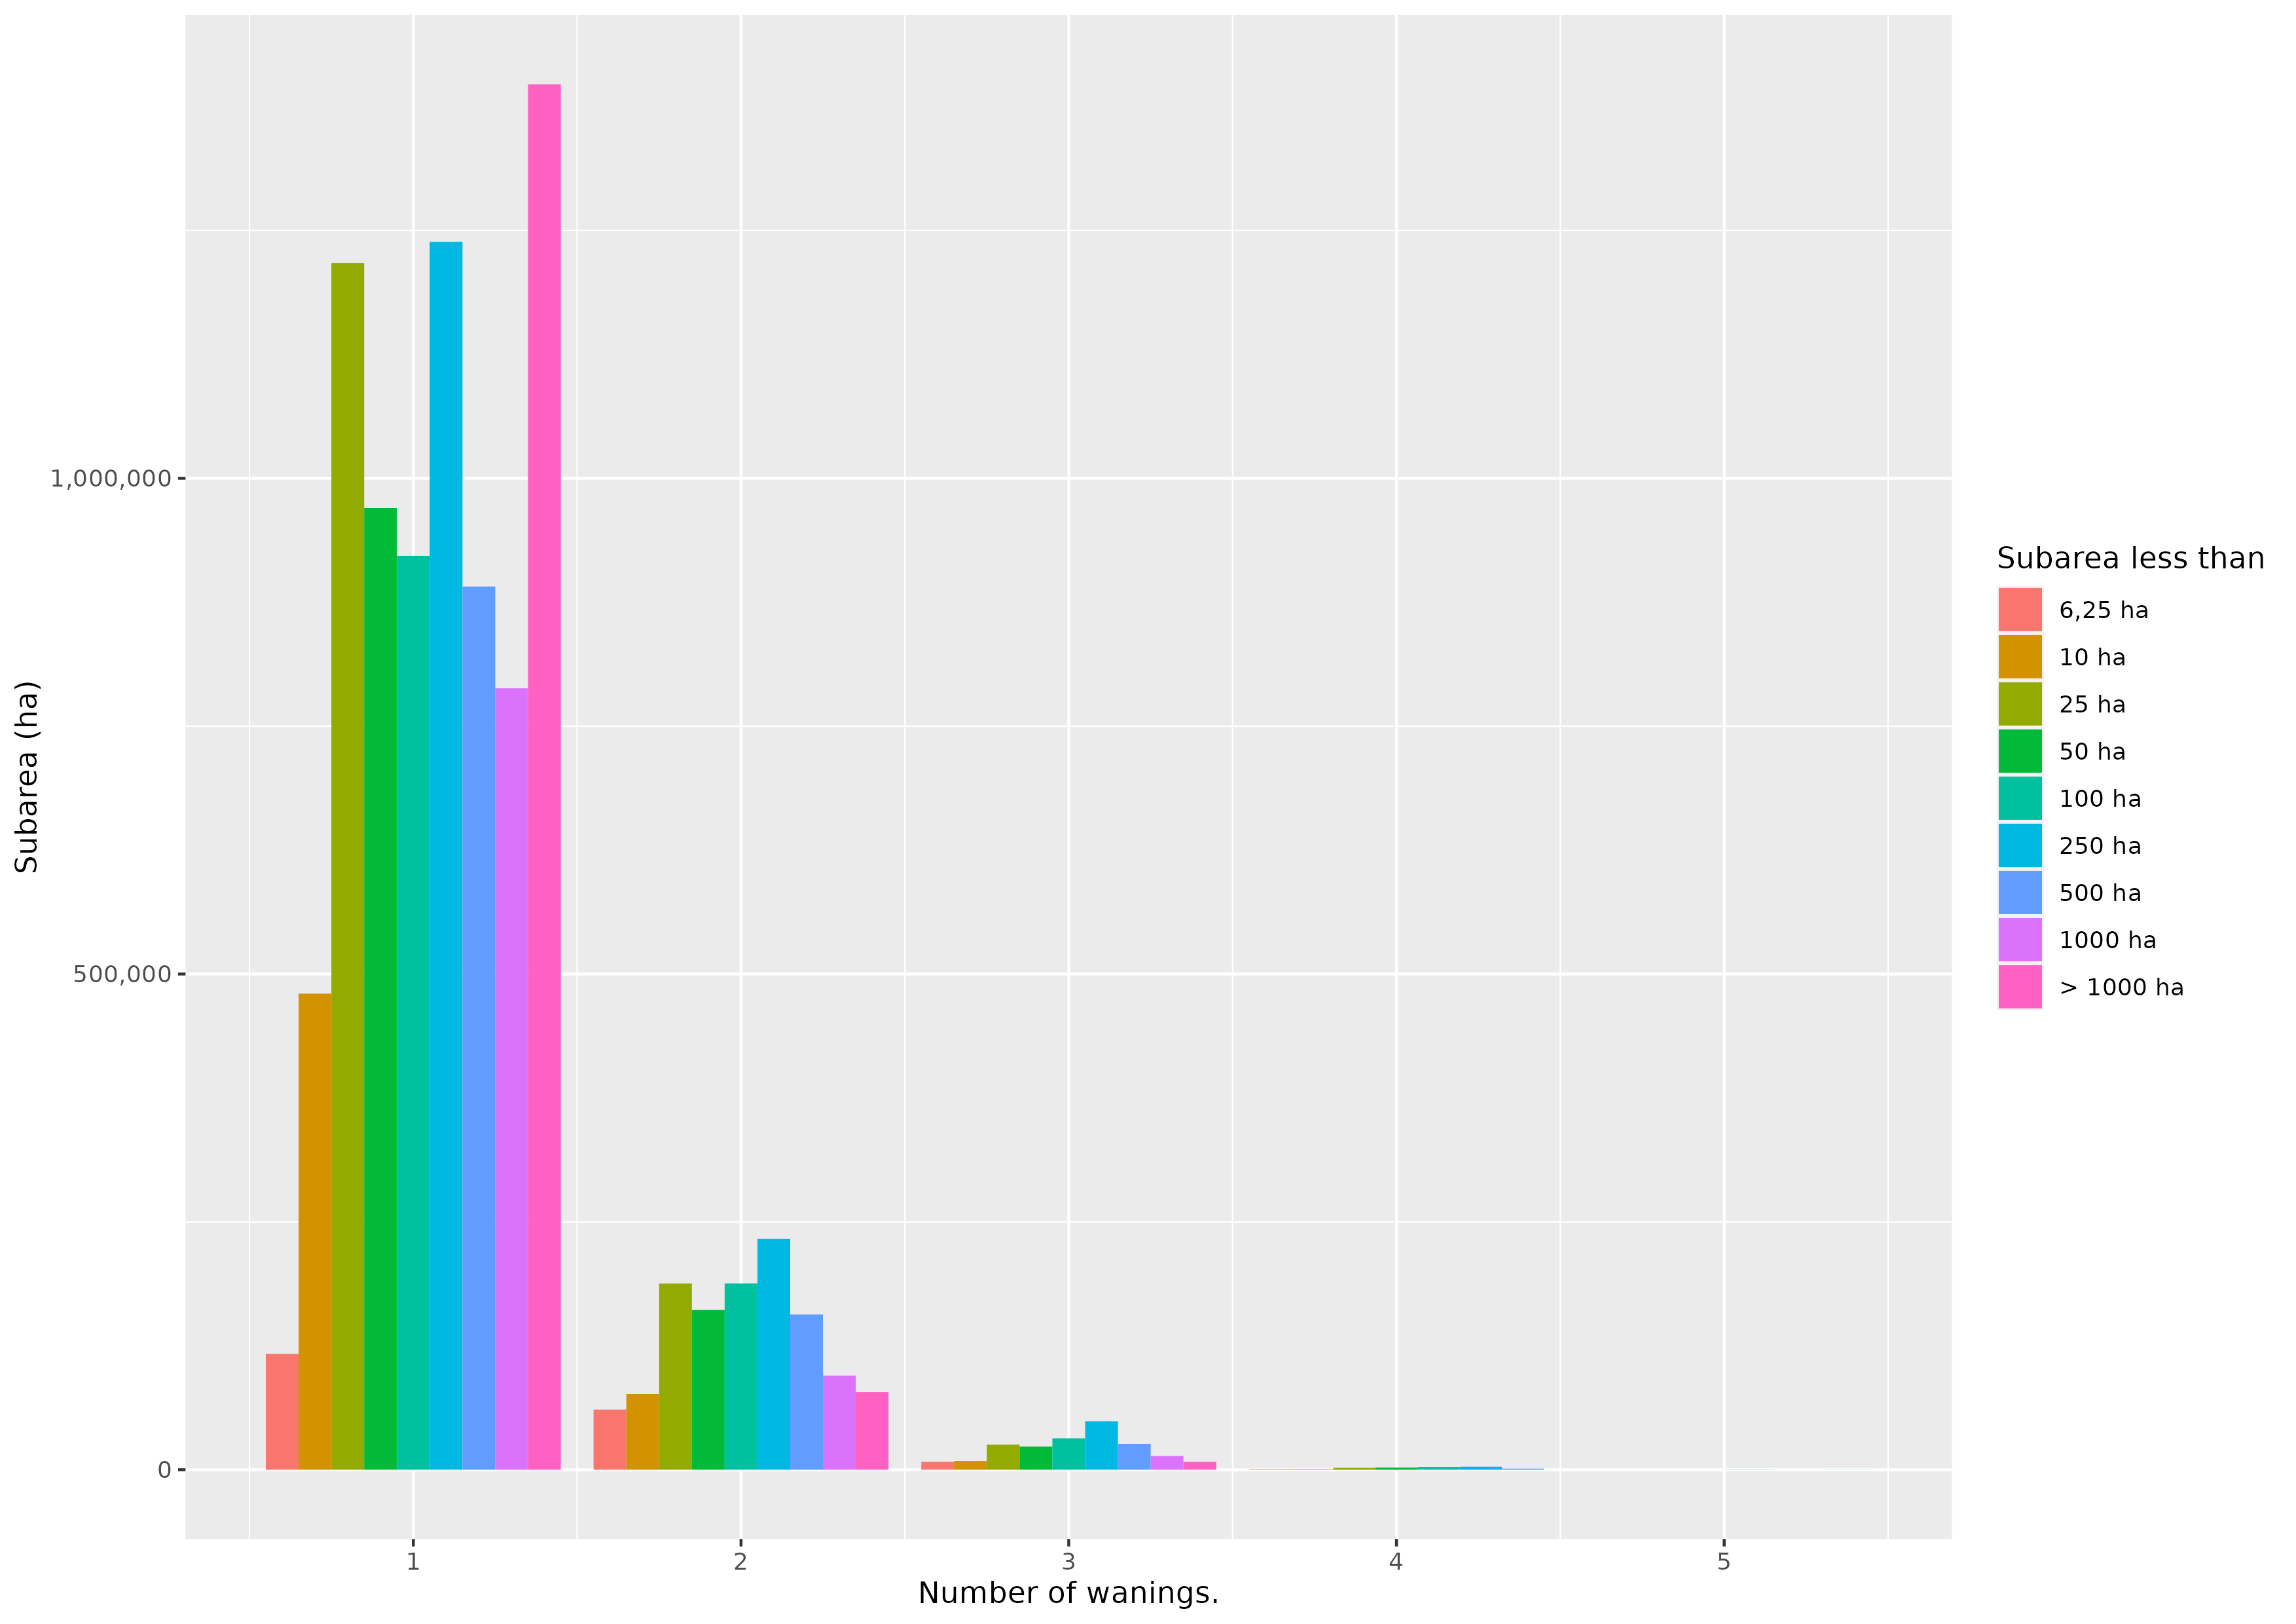 Subarea (ha)
1,000,000
500,000
0
1
2
3
4
5
Number of wanings.
Subarea less than
6,25 ha
10 ha
25 ha
50 ha
100 ha
250 ha
500 ha
1000 ha
> 1000 ha